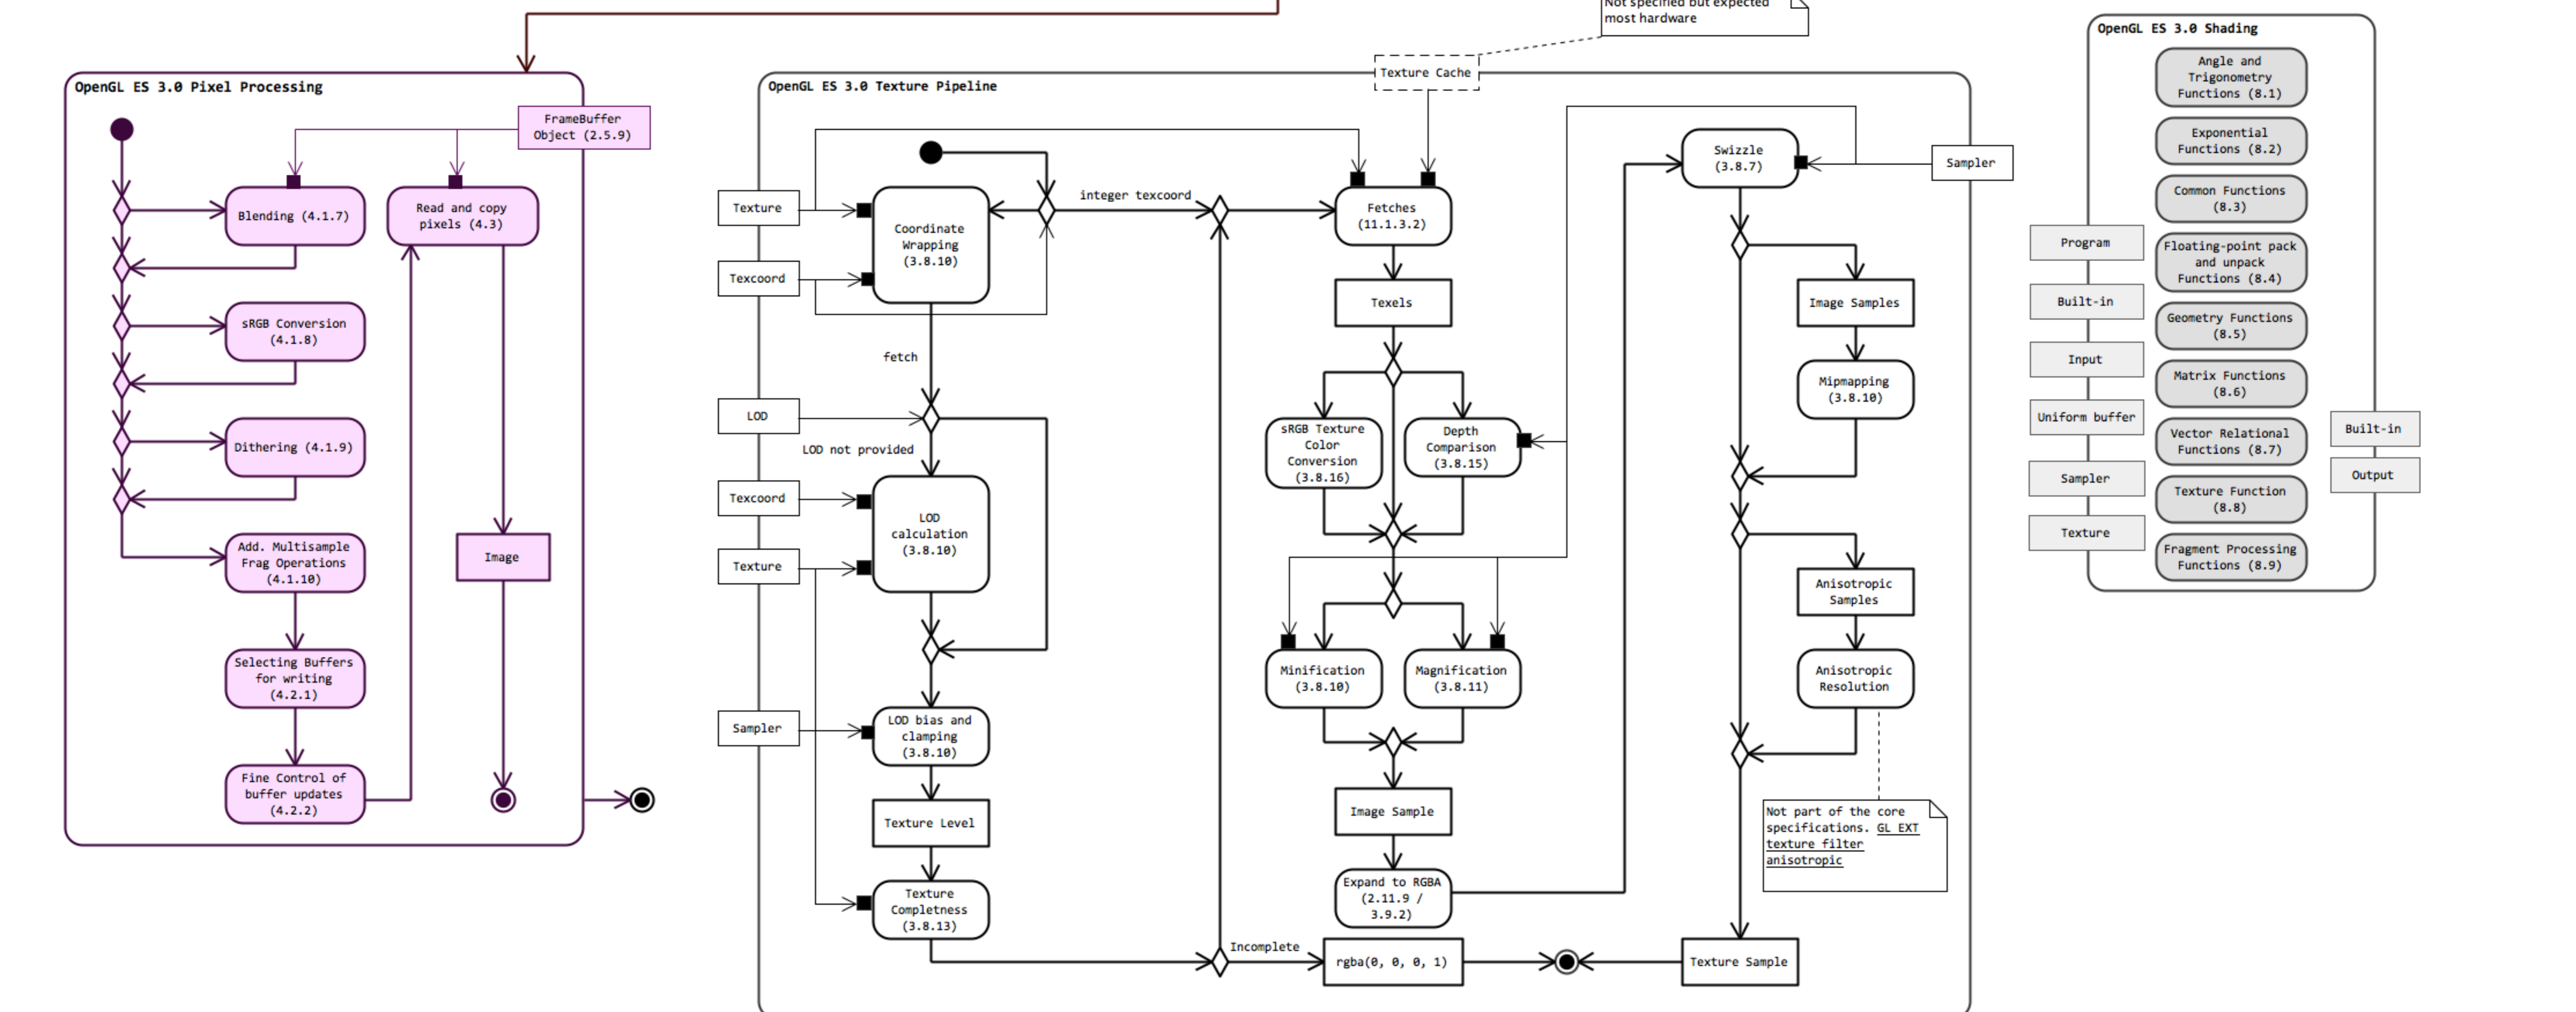 Not specified but expected
most hardware
OpenGL ES 3.0 Pixel Processing
FrameBuffer
Object (2.5.9)
Blending (4.1.7)
Read and copy
pixels (4.3)
sRGB Conversion
(4.1.8)
Dithering (4.1.9)
Add. Multisample
Frag Operations
(4.1.10)
Image
Selecting Buffers
for writing
(4.2.1)
Fine Control of
buffer updates
(4.2.2)
OpenGL ES 3.0 Texture Pipeline
Texture Cache
Texture
Texcoord
Coordinate
Wrapping
(3.8.10)
integer texcoord
fetch
LOD
LOD not provided
Texcoord
Texture
LOD
calculation
(3.8.10)
Sampler
LOD bias and
clamping
(3.8.10)
Texture Level
Texture
Completness
(3.8.13)
Incomplete
rgba(0, 0, 0, 1)
Fetches
(11.1.3.2)
Texels
sRGB Texture
Color
Conversion
(3.8.16)
Depth
Comparison
(3.8.15)
Minification
(3.8.10)
Magnification
(3.8.11)
Image Sample
Expand to RGBA
(2.11.9 /
3.9.2)
Swizzle
(3.8.7)
Sampler
Image Samples
Mipmapping
(3.8.10)
Anisotropic
Samples
Anisotropic
Resolution
Not part of the core
specifications. GL EXT
texture filter
anisotropic
Texture Sample
OpenGL ES 3.0 Shading
Angle and
Trigonometry
Functions (8.1)
Exponential
Functions (8.2)
Common Functions
(8.3)
Floating-point pack
and unpack
Functions (8.4)
Geometry Functions
(8.5)
Matrix Functions
(8.6)
Vector Relational
Functions (8.7)
Texture Function
(8.8)
Fragment Processing
Functions (8.9)
Program
Built-in
Input
Uniform buffer
Sampler
Texture
Built-in
Output